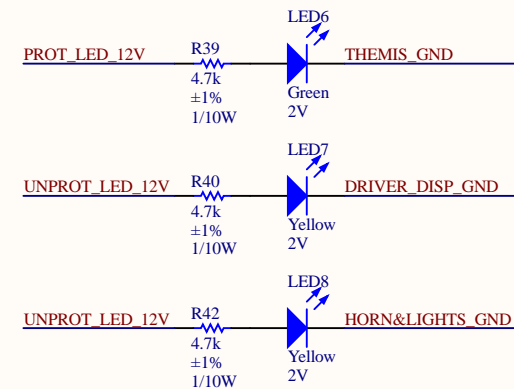 LED6
PROT_LED_12V
R39
THEMIS_GND
4.7k
±1%
1/10W
Green
2V
LED7
UNPROT_LED_12V
R40
DRIVER_DISP_GND
4.7k
±1%
1/10W
Yellow
2V
LED8
UNPROT_LED_12V
R42
HORN&LIGHTS_GND
4.7k
±1%
1/10W
Yellow
2V